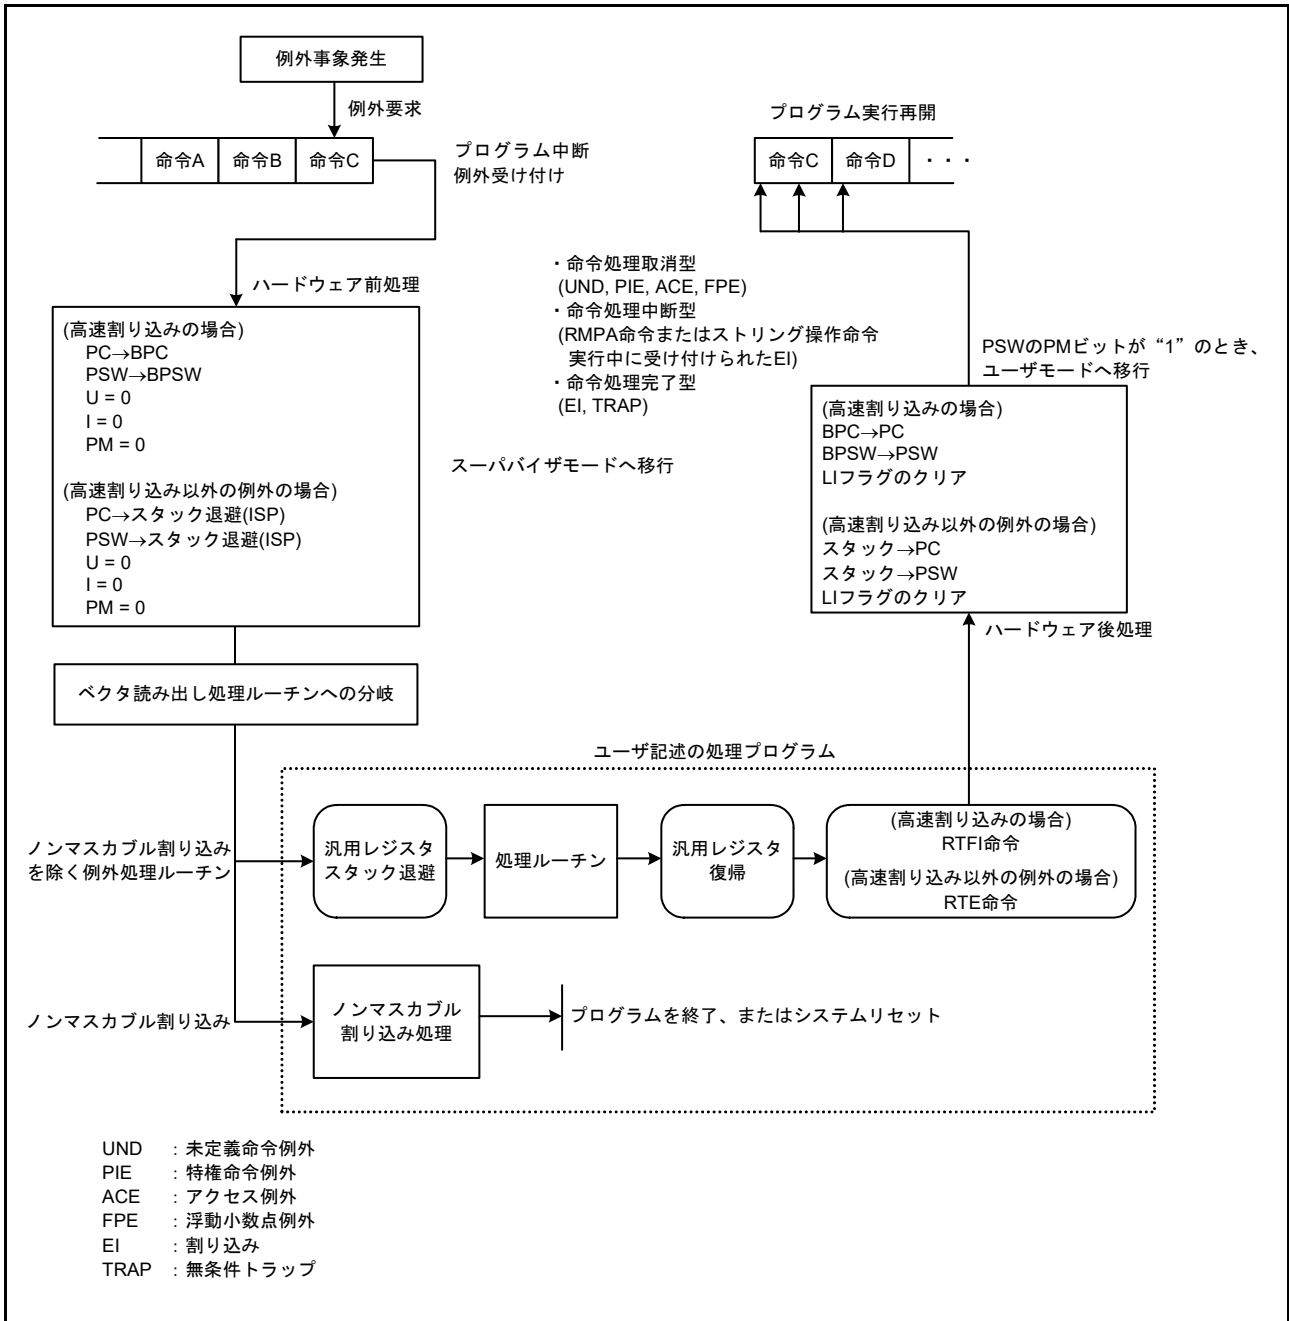 例外事象発生
例外要求
命令A
命令B
命令C
プログラム中断
例外受け付け
プログラム実行再開
命令C
命令D
・・・
ハードウェア前処理
(高速割り込みの場合)
PC→BPC
PSW→BPSW
U = 0
I = 0
PM = 0
(高速割り込み以外の例外の場合)
PC→スタック退避(ISP)
PSW→スタック退避(ISP)
U = 0
I = 0
PM = 0
・命令処理取消型
(UND, PIE, ACE, FPE)
・命令処理中断型
(RMPA命令またはストリング操作命令
実行中に受け付けられたEI)
・命令処理完了型
(EI, TRAP)
スーパバイザモードへ移行
PSWのPMビットが“1”のとき、
ユーザモードへ移行
(高速割り込みの場合)
BPC→PC
BPSW→PSW
LIフラグのクリア
(高速割り込み以外の例外の場合)
スタック→PC
スタック→PSW
LIフラグのクリア
ハードウェア後処理
ベクタ読み出し処理ルーチンへの分岐
ユーザ記述の処理プログラム
ノンマスカブル割り込み
を除く例外処理ルーチン
汎用レジスタ
スタック退避
処理ルーチン
汎用レジスタ
復帰
(高速割り込みの場合)
RTFI命令
(高速割り込み以外の例外の場合)
RTE命令
ノンマスカブル割り込み
ノンマスカブル
割り込み処理
プログラムを終了、またはシステムリセット
UND : 未定義命令例外
PIE : 特権命令例外
ACE : アクセス例外
FPE : 浮動小数点例外
EI : 割り込み
TRAP : 無条件トラップ